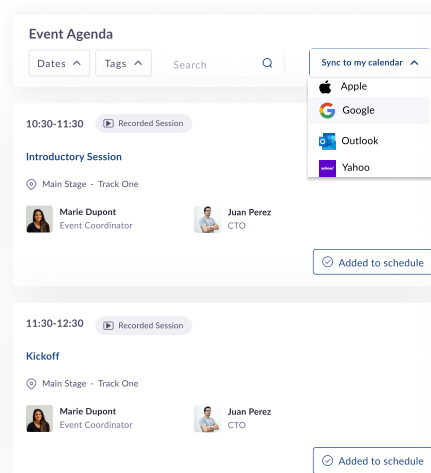 Event Agenda
Dates Tags Search Sync to my calendar
Apple
Google
Outlook
yahoo! Yahoo
10:30-11:30 Recorded Session
Introductory Session
Main Stage - Track One
Marie Dupont Juan Perez
Event Coordinator CTO
Added to schedule
11:30-12:30 Recorded Session
Kickoff
Main Stage - Track One
Marie Dupont Juan Perez
Event Coordinator CTO
Added to schedule